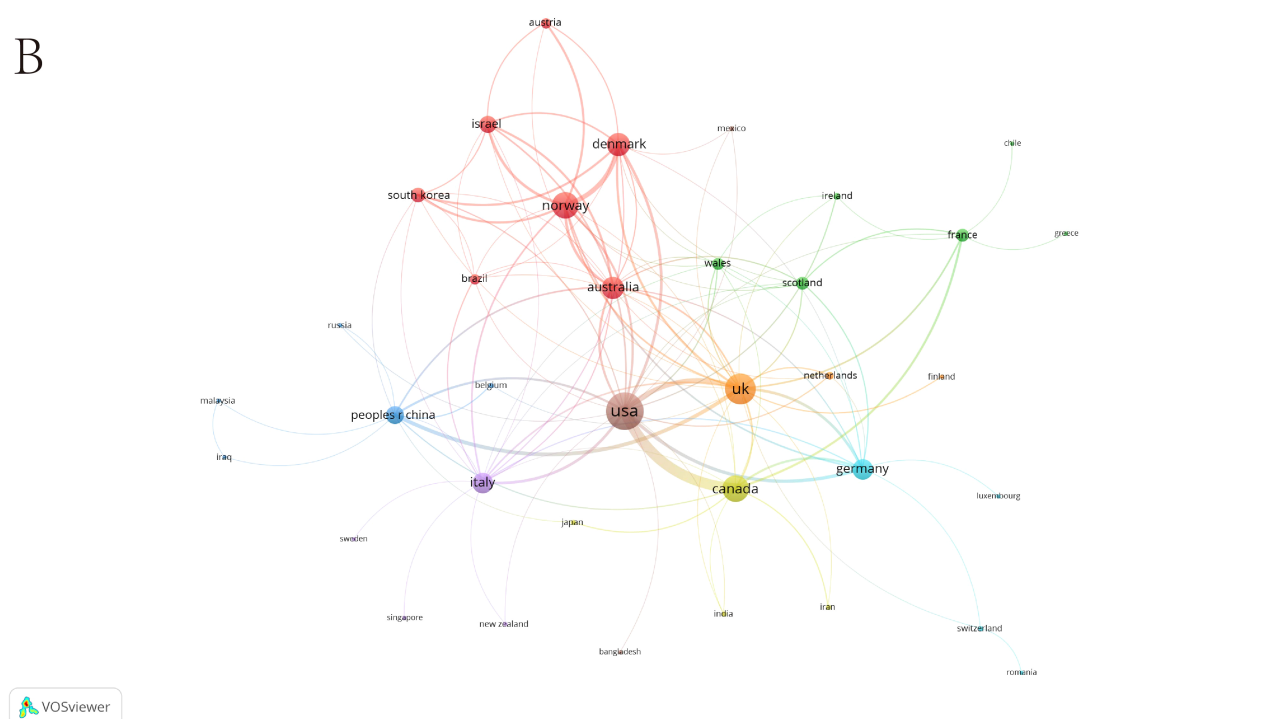 B
austria
israel
denmark
mexico
chile
south korea
norway
ireland
france
greece
wales
brazil
australia
scotland
russia
belgium
netherlands
finland
malaysia
usa
uk
peoples r china
iraq
italy
germany
canada
luxembourg
japan
sweden
singapore
new zealand
india
iran
bangladesh
switzerland
romania
VOSviewer